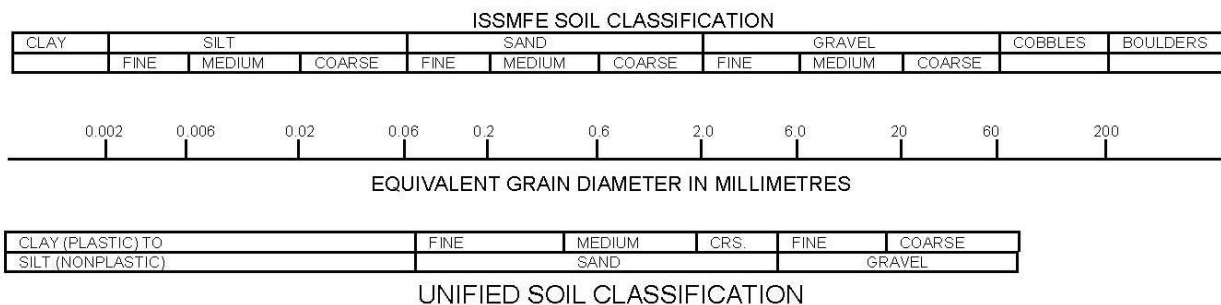 ISSMFE SOIL CLASSIFICATION
CLAY SILT SAND GRAVEL COBBLES BOULDERS
FINE MEDIUM COARSE FINE MEDIUM COARSE FINE MEDIUM COARSE
0.002 0.006 0.02 0.06 0.2 0.6 2.0 6.0 20 60 200
EQUIVALENT GRAIN DIAMETER IN MILLIMETRES
CLAY (PLASTIC) TO FINE MEDIUM CRS. FINE COARSE
SILT (NONPLASTIC) SAND GRAVEL
UNIFIED SOIL CLASSIFICATION